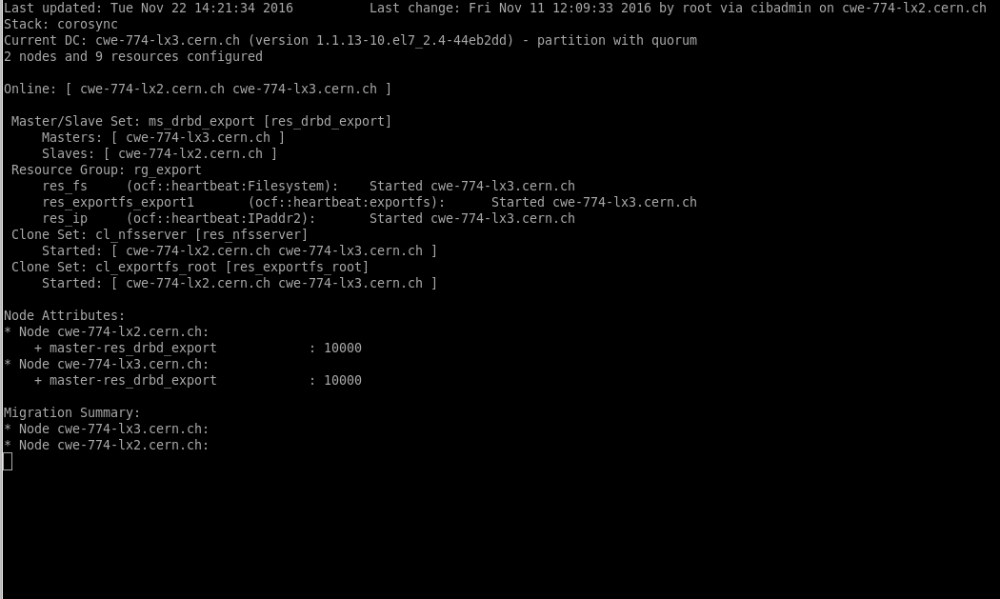 Last updated: Tue Nov 22 14:21:34 2016          Last change: Fri Nov 11 12:09:33 2016 by root via cibadmin on cwe-774-lx2.cern.ch
Stack: corosync
Current DC: cwe-774-lx3.cern.ch (version 1.1.13-10.el7_2.4-44eb2dd) - partition with quorum
2 nodes and 9 resources configured

Online: [ cwe-774-lx2.cern.ch cwe-774-lx3.cern.ch ]

 Master/Slave Set: ms_drbd_export [res_drbd_export]
     Masters: [ cwe-774-lx3.cern.ch ]
     Slaves: [ cwe-774-lx2.cern.ch ]
 Resource Group: rg_export
     res_fs     (ocf::heartbeat:Filesystem):    Started cwe-774-lx3.cern.ch
     res_exportfs_export1       (ocf::heartbeat:exportfs):      Started cwe-774-lx3.cern.ch
     res_ip     (ocf::heartbeat:IPaddr2):       Started cwe-774-lx3.cern.ch
 Clone Set: cl_nfsserver [res_nfsserver]
     Started: [ cwe-774-lx2.cern.ch cwe-774-lx3.cern.ch ]
 Clone Set: cl_exportfs_root [res_exportfs_root]
     Started: [ cwe-774-lx2.cern.ch cwe-774-lx3.cern.ch ]

Node Attributes:
* Node cwe-774-lx2.cern.ch:
    + master-res_drbd_export            : 10000
* Node cwe-774-lx3.cern.ch:
    + master-res_drbd_export            : 10000

Migration Summary:
* Node cwe-774-lx3.cern.ch:
* Node cwe-774-lx2.cern.ch: